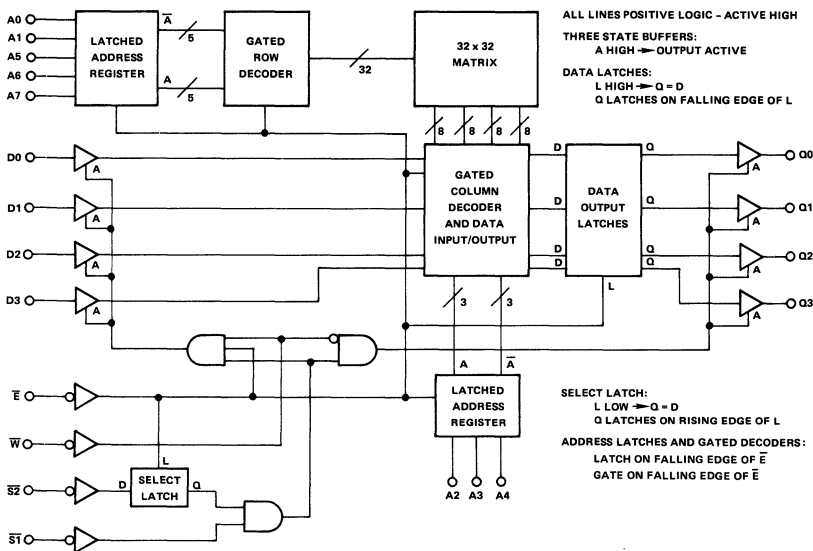 A0
A1
A5
A6
A7
LATCHED
ADDRESS
REGISTER
A̅
5
A
5
GATED
ROW
DECODER
32
32 x 32
MATRIX
8
8
8
8
ALL LINES POSITIVE LOGIC – ACTIVE HIGH
THREE STATE BUFFERS:
A HIGH → OUTPUT ACTIVE
DATA LATCHES:
L HIGH → Q = D
Q LATCHES ON FALLING EDGE OF L
D0
A
D1
A
D2
A
D3
A
GATED
COLUMN
DECODER
AND DATA
INPUT/OUTPUT
D
D
D
D
DATA
OUTPUT
LATCHES
L
Q
Q
Q
Q
A
Q0
A
Q1
A
Q2
A
Q3
3
3
A
A̅
LATCHED
ADDRESS
REGISTER
A2
A3
A4
E̅
W̅
S̅2̅
S̅1̅
L
D
SELECT
LATCH
Q
SELECT LATCH:
L LOW → Q = D
Q LATCHES ON RISING EDGE OF L
ADDRESS LATCHES AND GATED DECODERS:
LATCH ON FALLING EDGE OF E̅
GATE ON FALLING EDGE OF E̅